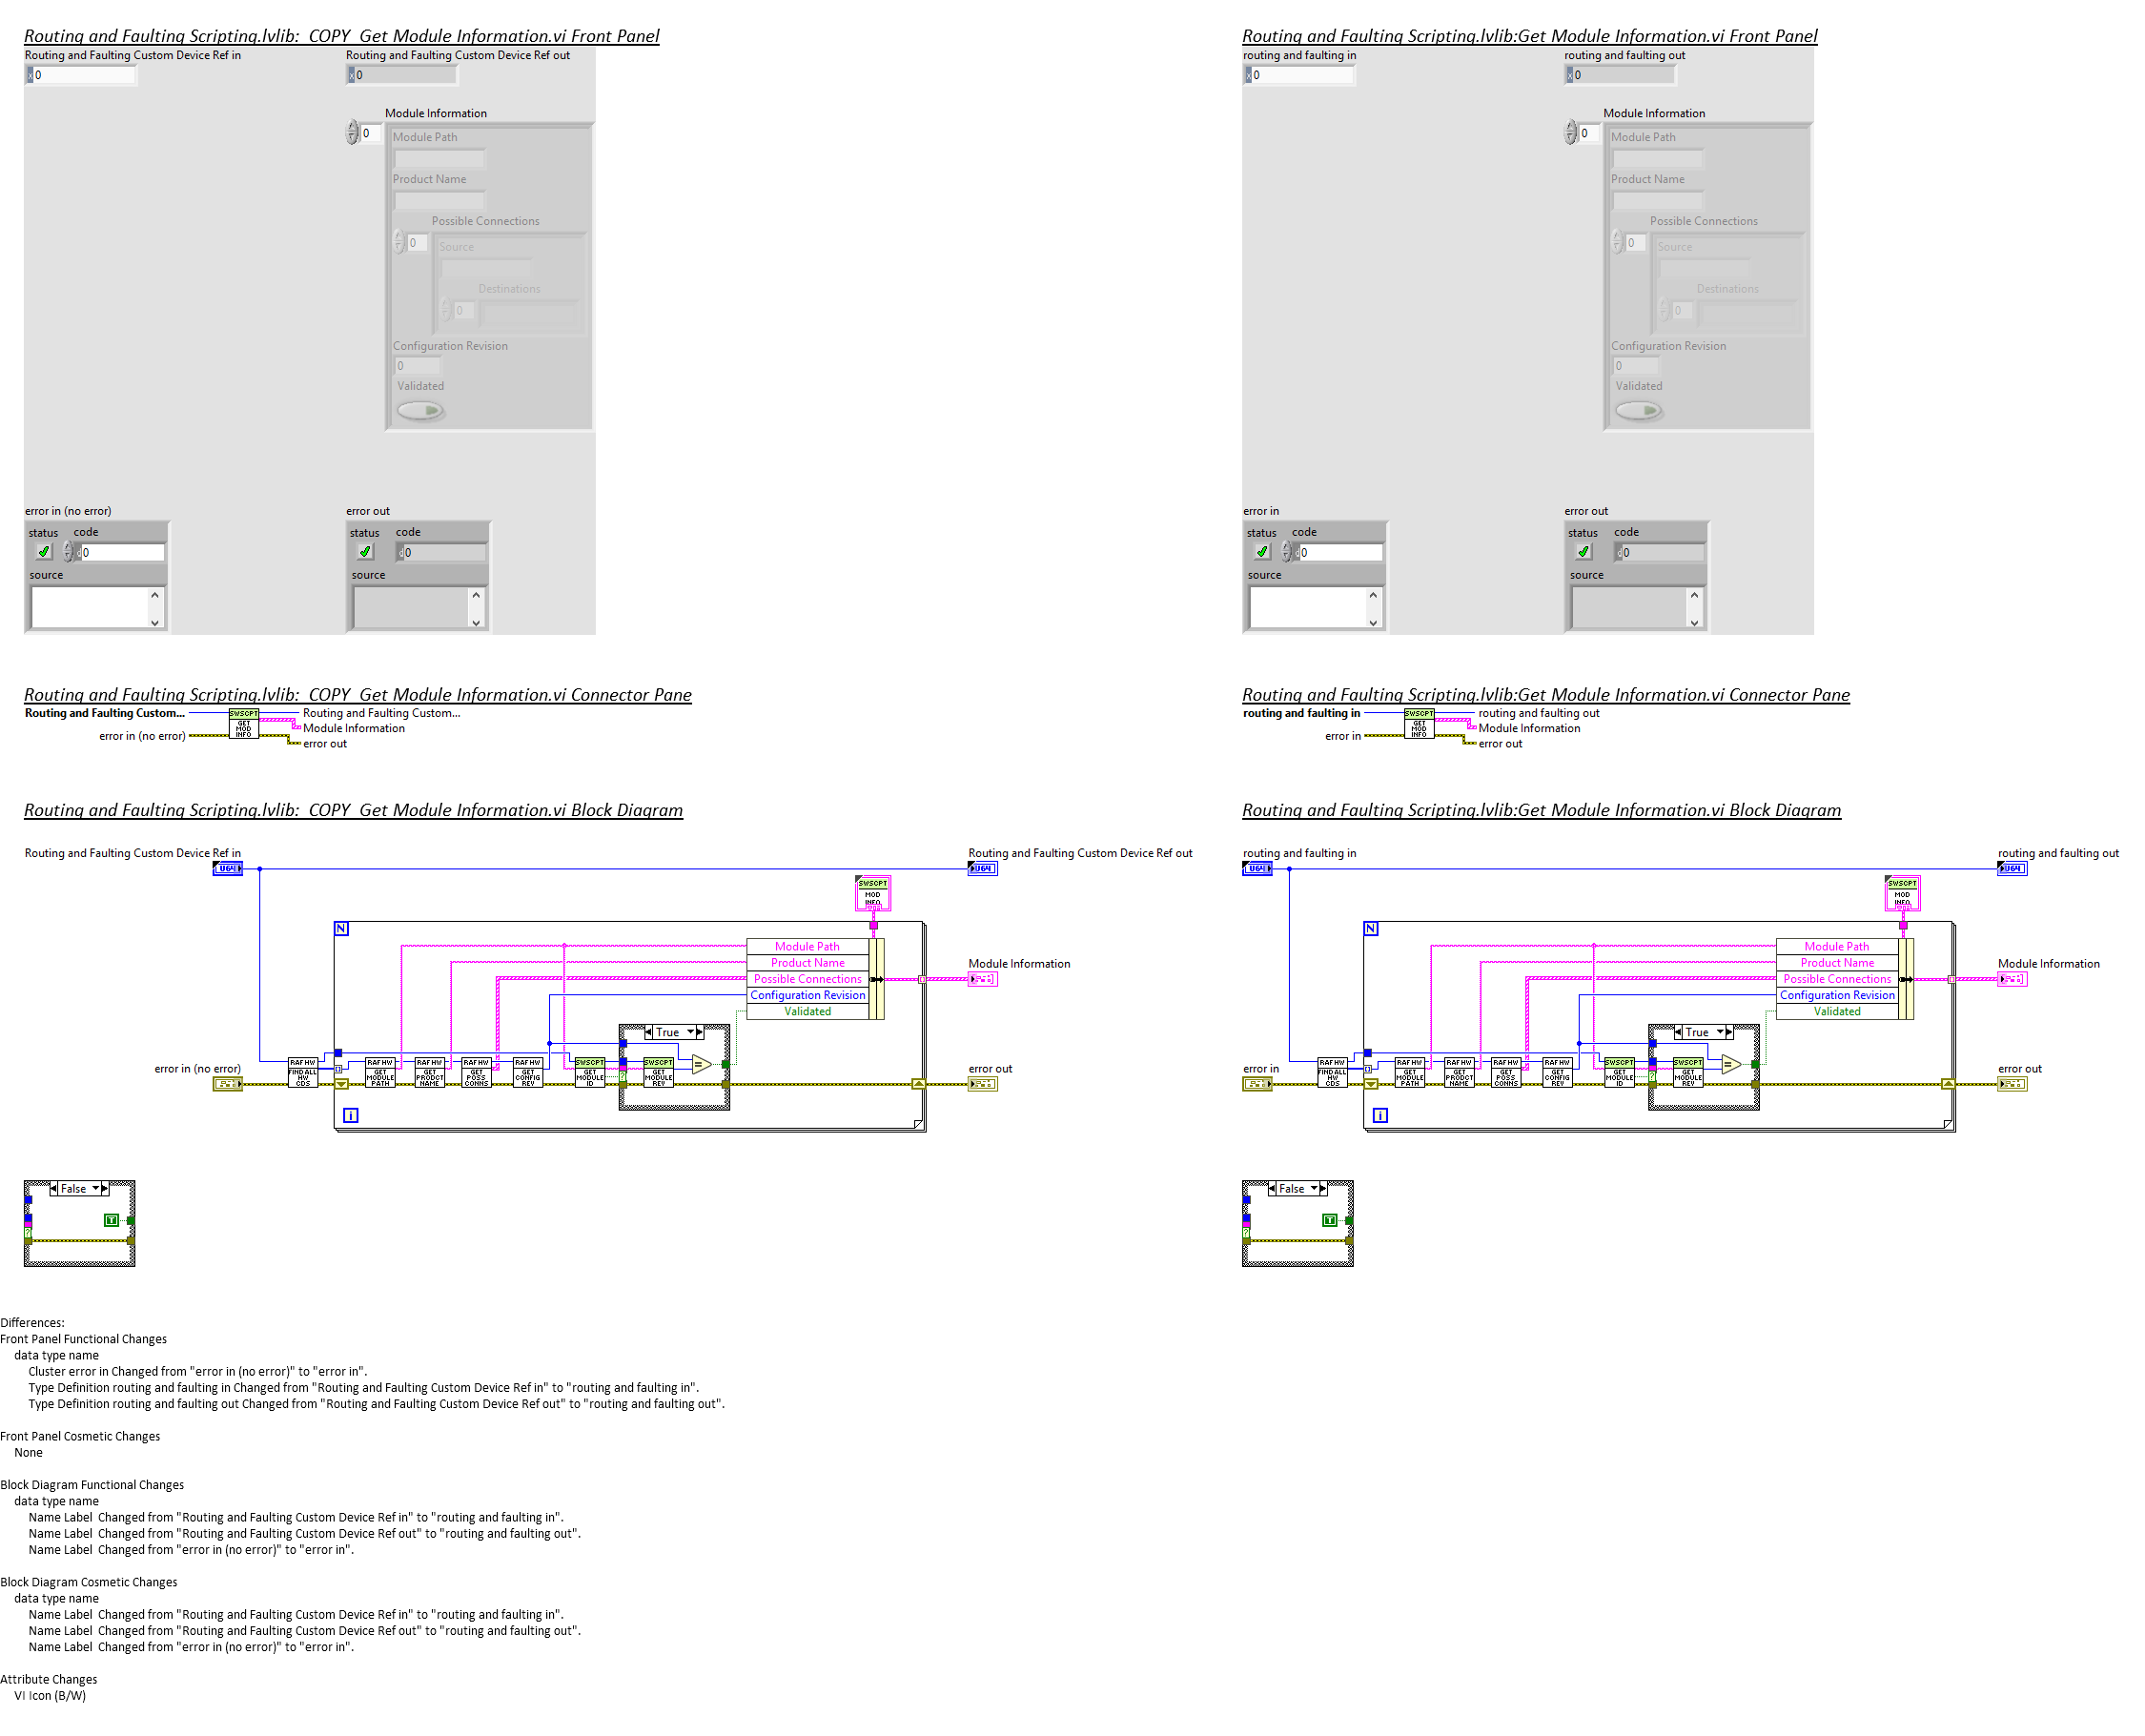 Routing and Faulting Scripting.lvlib:  COPY  Get Module Information.vi Front Panel
Routing and Faulting Custom Device Ref in
Routing and Faulting Custom Device Ref out
x 0
x 0
Module Information
0
Module Path
Product Name
Possible Connections
0
Source
Destinations
0
Configuration Revision
0
Validated
error in (no error)
error out
status code
status code
d 0
d 0
source
source
Routing and Faulting Scripting.lvlib:Get Module Information.vi Front Panel
routing and faulting in
routing and faulting out
x 0
x 0
Module Information
0
Module Path
Product Name
Possible Connections
0
Source
Destinations
0
Configuration Revision
0
Validated
error in
error out
status code
status code
d 0
d 0
source
source
Routing and Faulting Scripting.lvlib:  COPY  Get Module Information.vi Connector Pane
Routing and Faulting Custom...
error in (no error)
SWSCPT
GET
MOD
INFO
Routing and Faulting Custom...
Module Information
error out
Routing and Faulting Scripting.lvlib:Get Module Information.vi Connector Pane
routing and faulting in
error in
SWSCPT
GET
MOD
INFO
routing and faulting out
Module Information
error out
Routing and Faulting Scripting.lvlib:  COPY  Get Module Information.vi Block Diagram
Routing and Faulting Custom Device Ref in
U64
Routing and Faulting Custom Device Ref out
U64
SWSCPT
MOD
INFO
N
Module Path
Product Name
Possible Connections
Configuration Revision
Validated
Module Information
True
error in (no error)
RAF HW
FIND ALL
HW
CDS
RAF HW
GET
MODULE
PATH
RAF HW
GET
PRODCT
NAME
RAF HW
GET
POSS
CONNS
RAF HW
GET
CONFIG
REV
SWSCPT
GET
MODULE
ID
SWSCPT
GET
MODULE
REV
=
?
error out
i
False
T
?
Routing and Faulting Scripting.lvlib:Get Module Information.vi Block Diagram
routing and faulting in
U64
routing and faulting out
U64
SWSCPT
MOD
INFO
N
Module Path
Product Name
Possible Connections
Configuration Revision
Validated
Module Information
True
error in
RAF HW
FIND ALL
HW
CDS
RAF HW
GET
MODULE
PATH
RAF HW
GET
PRODCT
NAME
RAF HW
GET
POSS
CONNS
RAF HW
GET
CONFIG
REV
SWSCPT
GET
MODULE
ID
SWSCPT
GET
MODULE
REV
=
?
error out
i
False
T
?
Differences:
Front Panel Functional Changes
data type name
Cluster error in Changed from "error in (no error)" to "error in".
Type Definition routing and faulting in Changed from "Routing and Faulting Custom Device Ref in" to "routing and faulting in".
Type Definition routing and faulting out Changed from "Routing and Faulting Custom Device Ref out" to "routing and faulting out".
Front Panel Cosmetic Changes
None
Block Diagram Functional Changes
data type name
Name Label  Changed from "Routing and Faulting Custom Device Ref in" to "routing and faulting in".
Name Label  Changed from "Routing and Faulting Custom Device Ref out" to "routing and faulting out".
Name Label  Changed from "error in (no error)" to "error in".
Block Diagram Cosmetic Changes
data type name
Name Label  Changed from "Routing and Faulting Custom Device Ref in" to "routing and faulting in".
Name Label  Changed from "Routing and Faulting Custom Device Ref out" to "routing and faulting out".
Name Label  Changed from "error in (no error)" to "error in".
Attribute Changes
VI Icon (B/W)